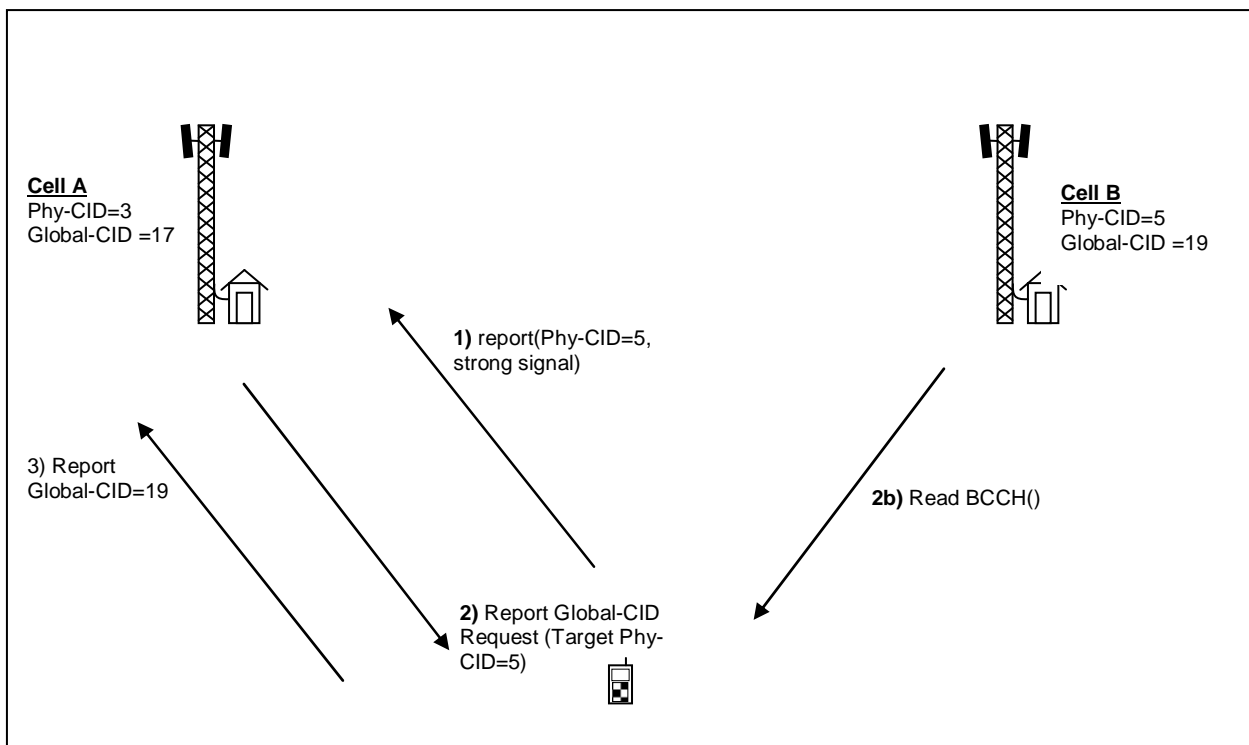 Cell A
Phy-CID=3
Global-CID =17
Cell B
Phy-CID=5
Global-CID =19
1) report(Phy-CID=5,
strong signal)
3) Report
Global-CID=19
2b) Read BCCH()
2) Report Global-CID
Request (Target Phy-
CID=5)